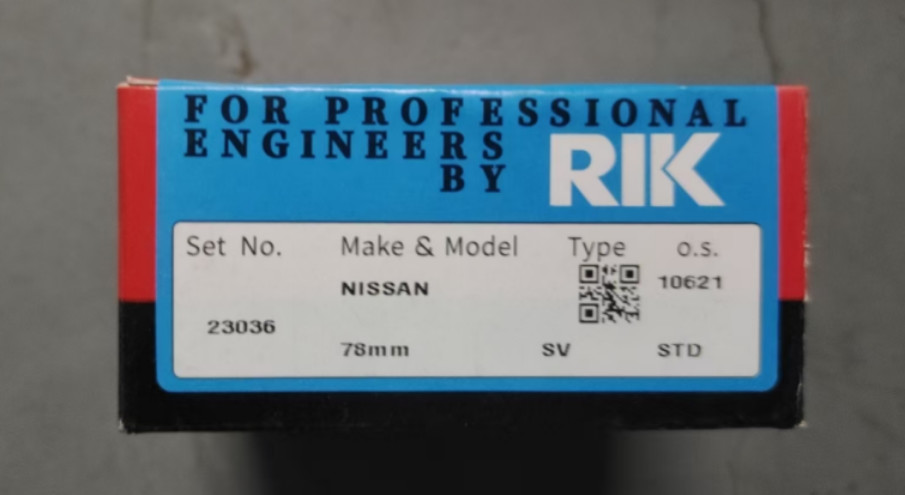 FOR PROFESSIONAL
ENGINEERS
BY RIK
Set No. Make & Model Type o.s.
NISSAN 10621
23036
78mm SV STD